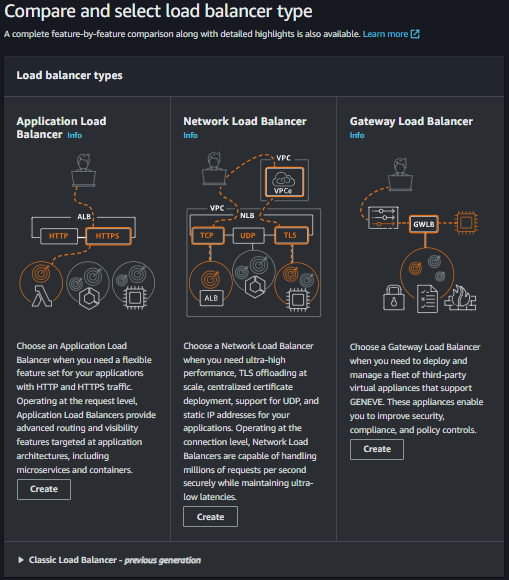 Compare and select load balancer type
A complete feature-by-feature comparison along with detailed highlights is also available. Learn more
Load balancer types
Application Load
Balancer Info
ALB
HTTP
HTTPS
Choose an Application Load
Balancer when you need a flexible
feature set for your applications
with HTTP and HTTPS traffic.
Operating at the request level,
Application Load Balancers provide
advanced routing and visibility
features targeted at application
architectures, including
microservices and containers.
Create
Network Load Balancer
Info
VPC
VPCe
VPC
NLB
TCP
UDP
TLS
ALB
Choose a Network Load Balancer
when you need ultra-high
performance, TLS offloading at
scale, centralized certificate
deployment, support for UDP, and
static IP addresses for your
applications. Operating at the
connection level, Network Load
Balancers are capable of handling
millions of requests per second
securely while maintaining ultra-
low latencies.
Create
Gateway Load Balancer
Info
GWLB
Choose a Gateway Load Balancer
when you need to deploy and
manage a fleet of third-party
virtual appliances that support
GENEVE. These appliances enable
you to improve security,
compliance, and policy controls.
Create
Classic Load Balancer - previous generation